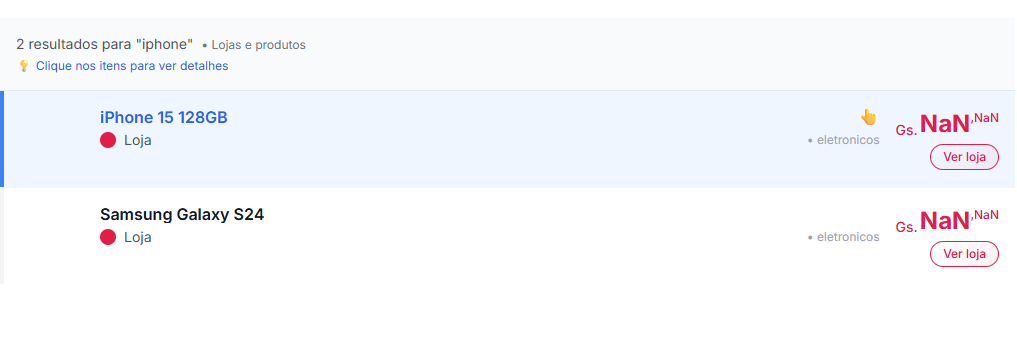 2 resultados para "iphone" • Lojas e produtos
Clique nos itens para ver detalhes
iPhone 15 128GB
Loja
• eletronicos
Gs. NaN,NaN
Ver loja
Samsung Galaxy S24
Loja
• eletronicos
Gs. NaN,NaN
Ver loja